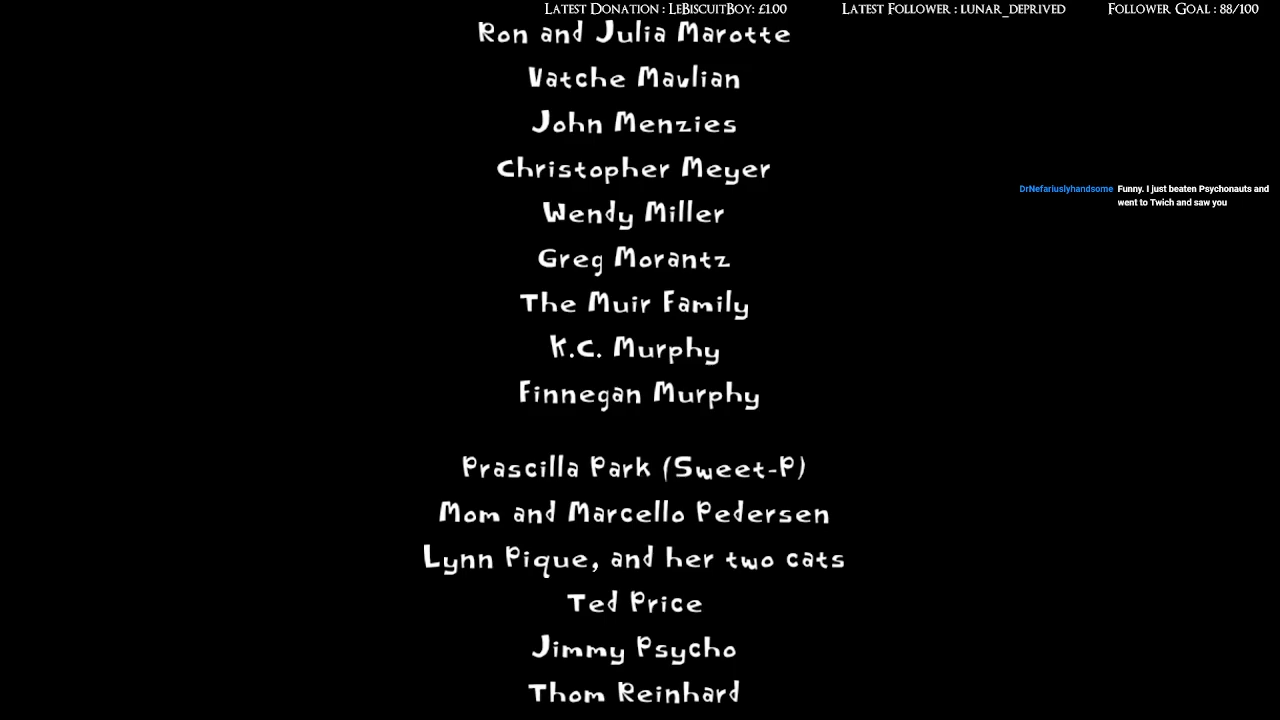 Latest Donation : LeBiscuitBoy: £1.00 Latest Follower : lunar_deprived Follower Goal : 88/100
Ron and Julia Marotte
Vatche Mavlian
John Menzies
Christopher Meyer
DrNefariuslyhandsome Funny. I just beaten Psychonauts and
went to Twich and saw you
Wendy Miller
Greg Morantz
The Muir Family
K.C. Murphy
Finnegan Murphy
Prascilla Park (Sweet-P)
Mom and Marcello Pedersen
Lynn Pique, and her two cats
Ted Price
Jimmy Psycho
Thom Reinhard